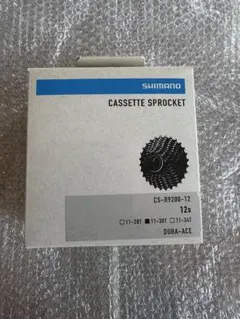 SHIMANO
CASSETTE SPROCKET
CS-R9200-12
12s
□11-28T ■11-30T □11-34T
DURA-ACE